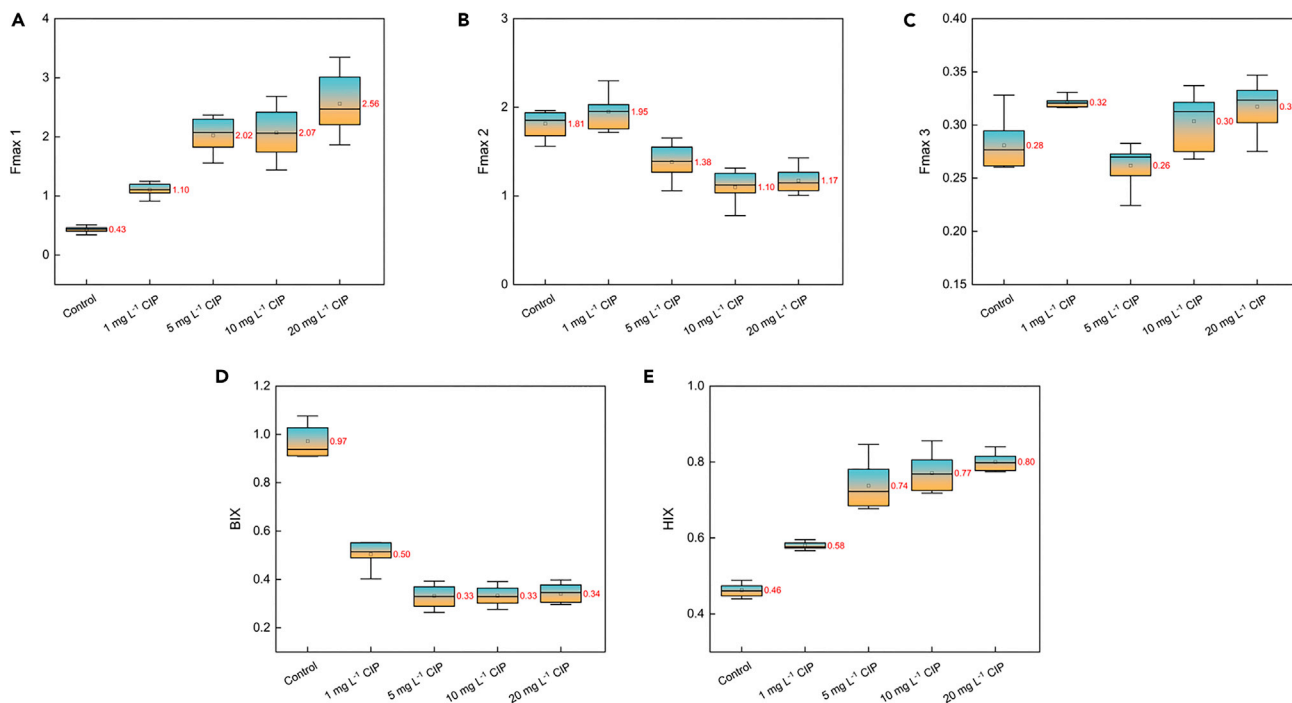 A
Fmax 1
4
3
2
1
0
0.43
1.10
2.02
2.07
2.56
Control
1 mg L⁻¹ CIP
5 mg L⁻¹ CIP
10 mg L⁻¹ CIP
20 mg L⁻¹ CIP
B
Fmax 2
3
2
1
0
1.81
1.95
1.38
1.10
1.17
Control
1 mg L⁻¹ CIP
5 mg L⁻¹ CIP
10 mg L⁻¹ CIP
20 mg L⁻¹ CIP
C
Fmax 3
0.40
0.35
0.30
0.25
0.20
0.15
0.28
0.32
0.26
0.30
0.3
Control
1 mg L⁻¹ CIP
5 mg L⁻¹ CIP
10 mg L⁻¹ CIP
20 mg L⁻¹ CIP
D
BIX
1.2
1.0
0.8
0.6
0.4
0.2
0.97
0.50
0.33
0.33
0.34
Control
1 mg L⁻¹ CIP
5 mg L⁻¹ CIP
10 mg L⁻¹ CIP
20 mg L⁻¹ CIP
E
HIX
1.0
0.8
0.6
0.4
0.46
0.58
0.74
0.77
0.80
Control
1 mg L⁻¹ CIP
5 mg L⁻¹ CIP
10 mg L⁻¹ CIP
20 mg L⁻¹ CIP